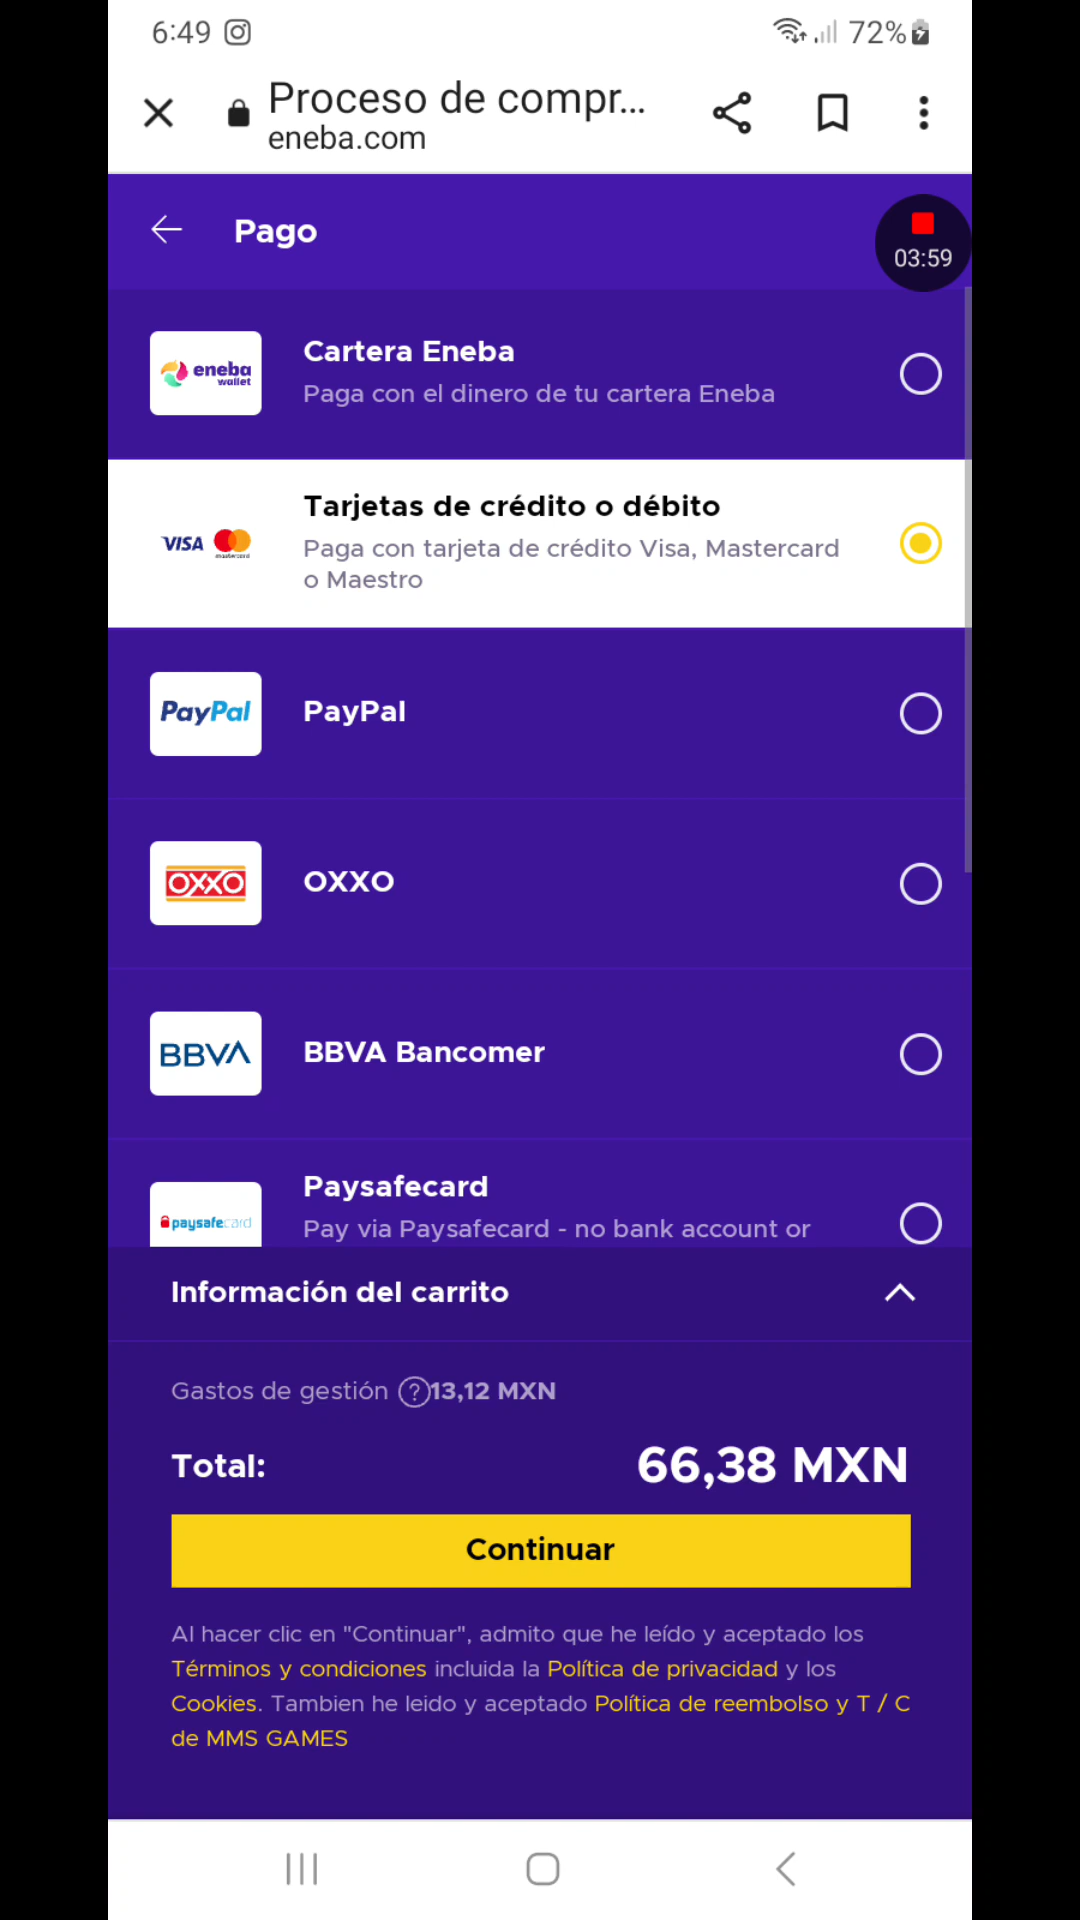 6:49
72%
Proceso de compr...
eneba.com
Pago
03:59
eneba
wallet
Cartera Eneba
Paga con el dinero de tu cartera Eneba
VISA
mastercard
Tarjetas de crédito o débito
Paga con tarjeta de crédito Visa, Mastercard
o Maestro
PayPal
PayPal
OXXO
OXXO
BBVA
BBVA Bancomer
paysafecard
Paysafecard
Pay via Paysafecard - no bank account or
Información del carrito
Gastos de gestión ? 13,12 MXN
Total: 66,38 MXN
Continuar
Al hacer clic en "Continuar", admito que he leído y aceptado los
Términos y condiciones incluida la Política de privacidad y los
Cookies. Tambien he leido y aceptado Política de reembolso y T / C
de MMS GAMES